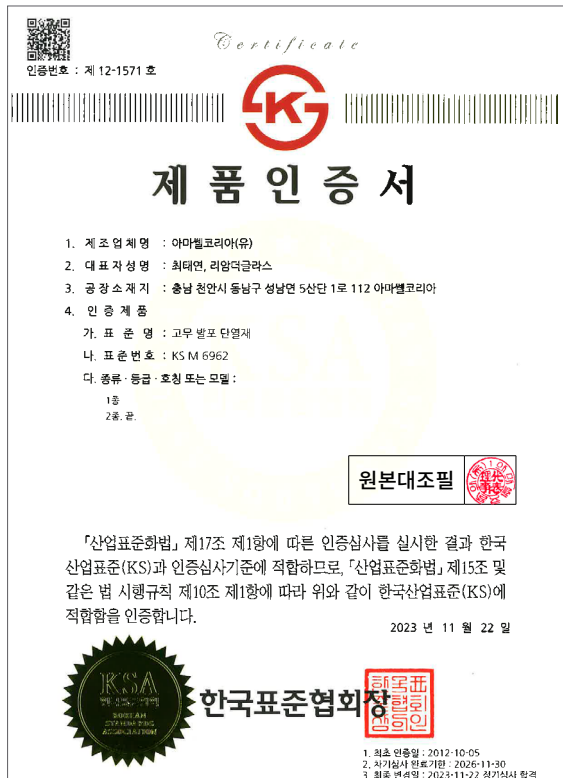 Certificate
인증번호 : 제 12-1571 호
KS
제 품 인 증 서
1. 제 조 업 체 명 : 아마쎌코리아(유)
2. 대 표 자 성 명 : 최태연, 리암더글라스
3. 공 장 소 재 지 : 충남 천안시 동남구 성남면 5산단 1로 112 아마쎌코리아
4. 인 증 제 품
가. 표 준 명 : 고무 발포 단열재
나. 표 준 번 호 : KS M 6962
다. 종류 · 등급 · 호칭 또는 모델 :
1종
2종. 끝.
원본대조필
「산업표준화법」 제17조 제1항에 따른 인증심사를 실시한 결과 한국
산업표준(KS)과 인증심사기준에 적합하므로, 「산업표준화법」 제15조 및
같은 법 시행규칙 제10조 제1항에 따라 위와 같이 한국산업표준(KS)에
적합함을 인증합니다.
2023 년 11 월 22 일
KSA
한국표준협회
KOREAN
STANDARDS
ASSOCIATION
한국표준협회장
1. 최초 인증일 : 2012-10-05
2. 차기심사 완료기한 : 2026-11-30
3. 최종 변경일 : 2023-11-22 정기심사 합격